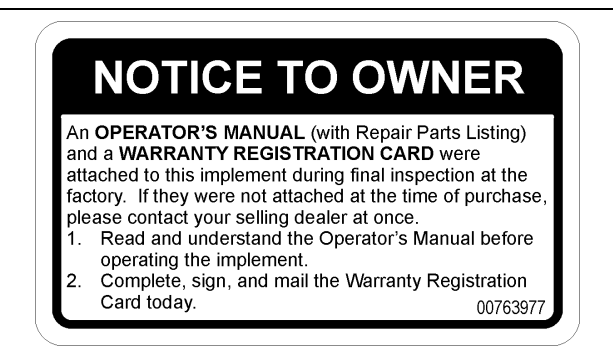 NOTICE TO OWNER
An OPERATOR'S MANUAL (with Repair Parts Listing)
and a WARRANTY REGISTRATION CARD were
attached to this implement during final inspection at the
factory.  If they were not attached at the time of purchase,
please contact your selling dealer at once.
1.  Read and understand the Operator's Manual before
operating the implement.
2.  Complete, sign, and mail the Warranty Registration
Card today.
00763977